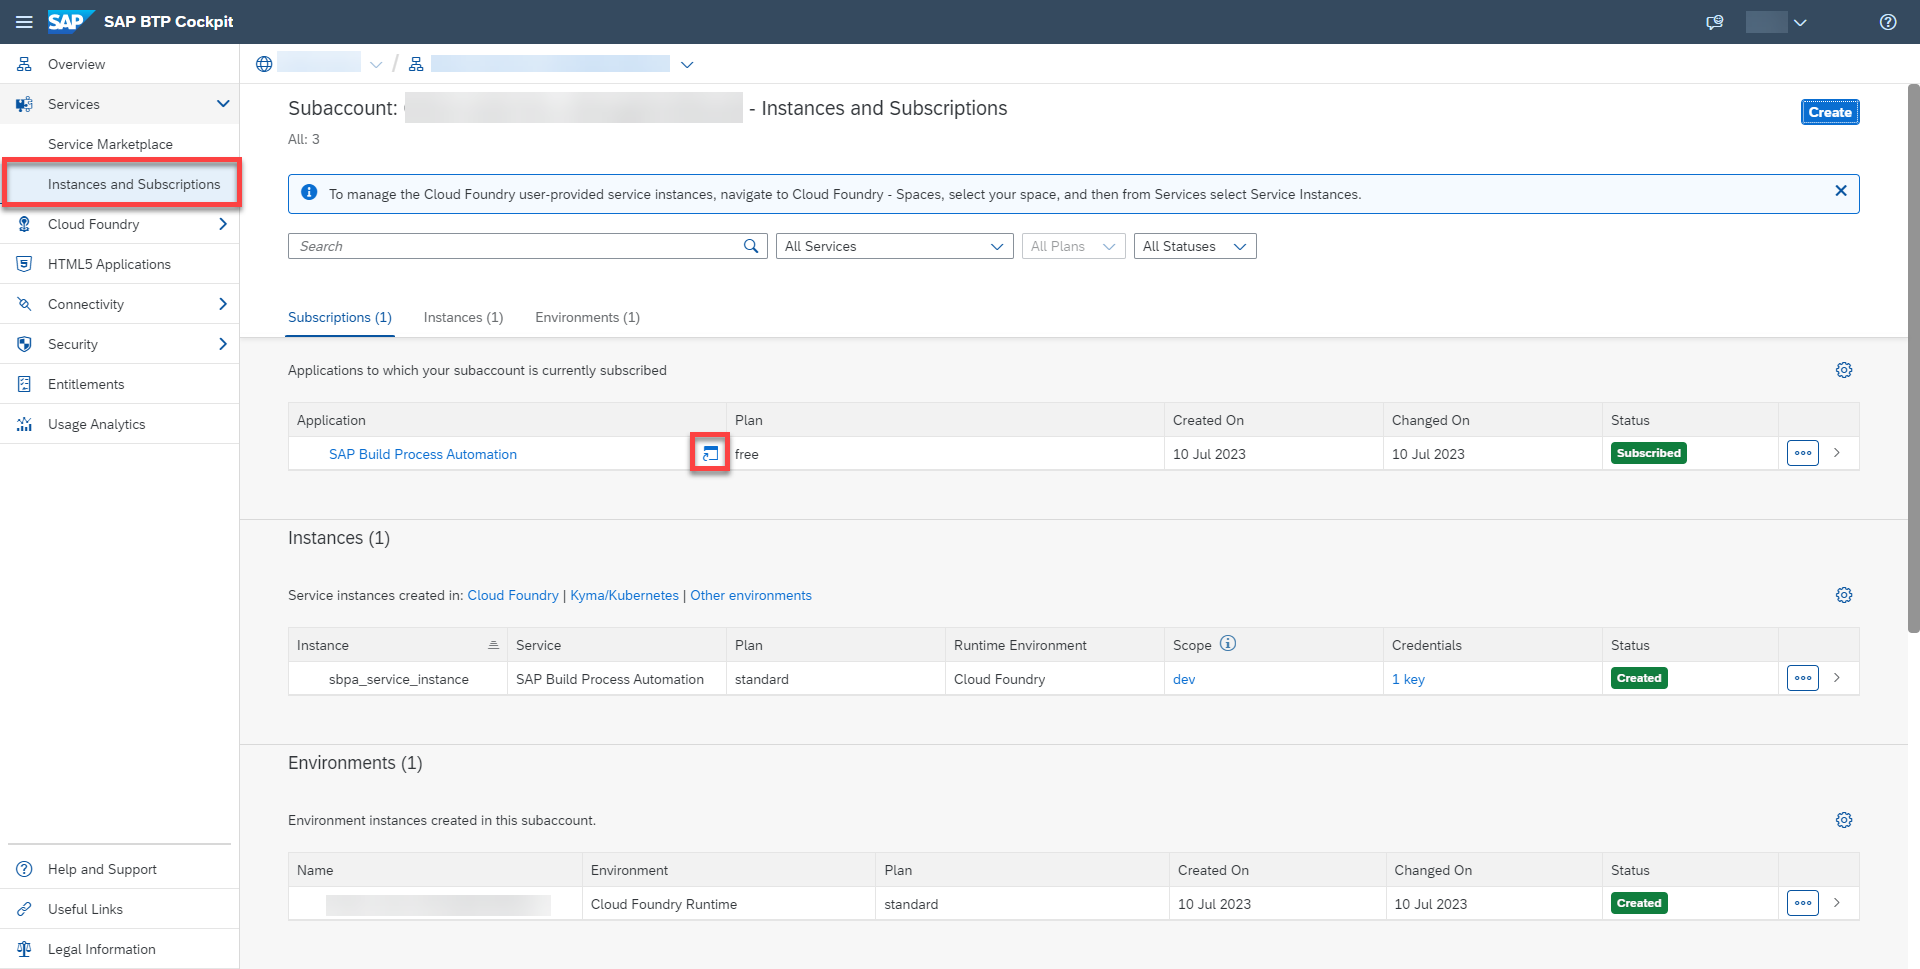 SAP SAP BTP Cockpit
Overview
Services
Service Marketplace
Instances and Subscriptions
Cloud Foundry
HTML5 Applications
Connectivity
Security
Entitlements
Usage Analytics
Help and Support
Useful Links
Legal Information
/
Subaccount: - Instances and Subscriptions
Create
All: 3
To manage the Cloud Foundry user-provided service instances, navigate to Cloud Foundry - Spaces, select your space, and then from Services select Service Instances.
Search All Services All Plans All Statuses
Subscriptions (1) Instances (1) Environments (1)
Applications to which your subaccount is currently subscribed
Application Plan Created On Changed On Status
SAP Build Process Automation free 10 Jul 2023 10 Jul 2023 Subscribed
Instances (1)
Service instances created in: Cloud Foundry | Kyma/Kubernetes | Other environments
Instance Service Plan Runtime Environment Scope Credentials Status
sbpa_service_instance SAP Build Process Automation standard Cloud Foundry dev 1 key Created
Environments (1)
Environment instances created in this subaccount.
Name Environment Plan Created On Changed On Status
Cloud Foundry Runtime standard 10 Jul 2023 10 Jul 2023 Created